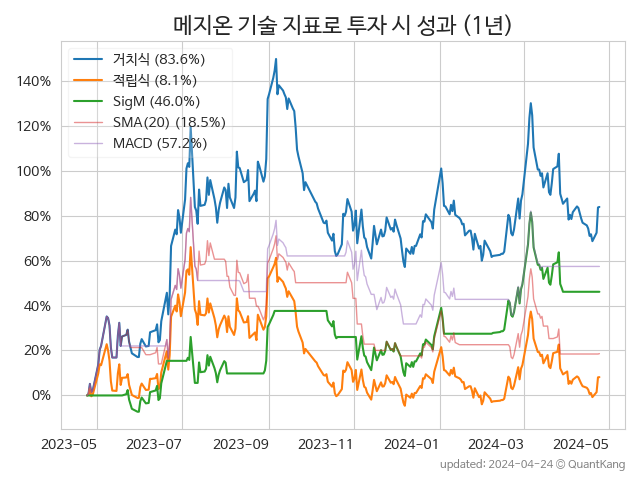 메지온 기술 지표로 투자 시 성과 (1년)
거치식 (83.6%)
적립식 (8.1%)
SigM (46.0%)
SMA(20) (18.5%)
MACD (57.2%)
140%
120%
100%
80%
60%
40%
20%
0%
2023-05 2023-07 2023-09 2023-11 2024-01 2024-03 2024-05
updated: 2024-04-24 © QuantKang